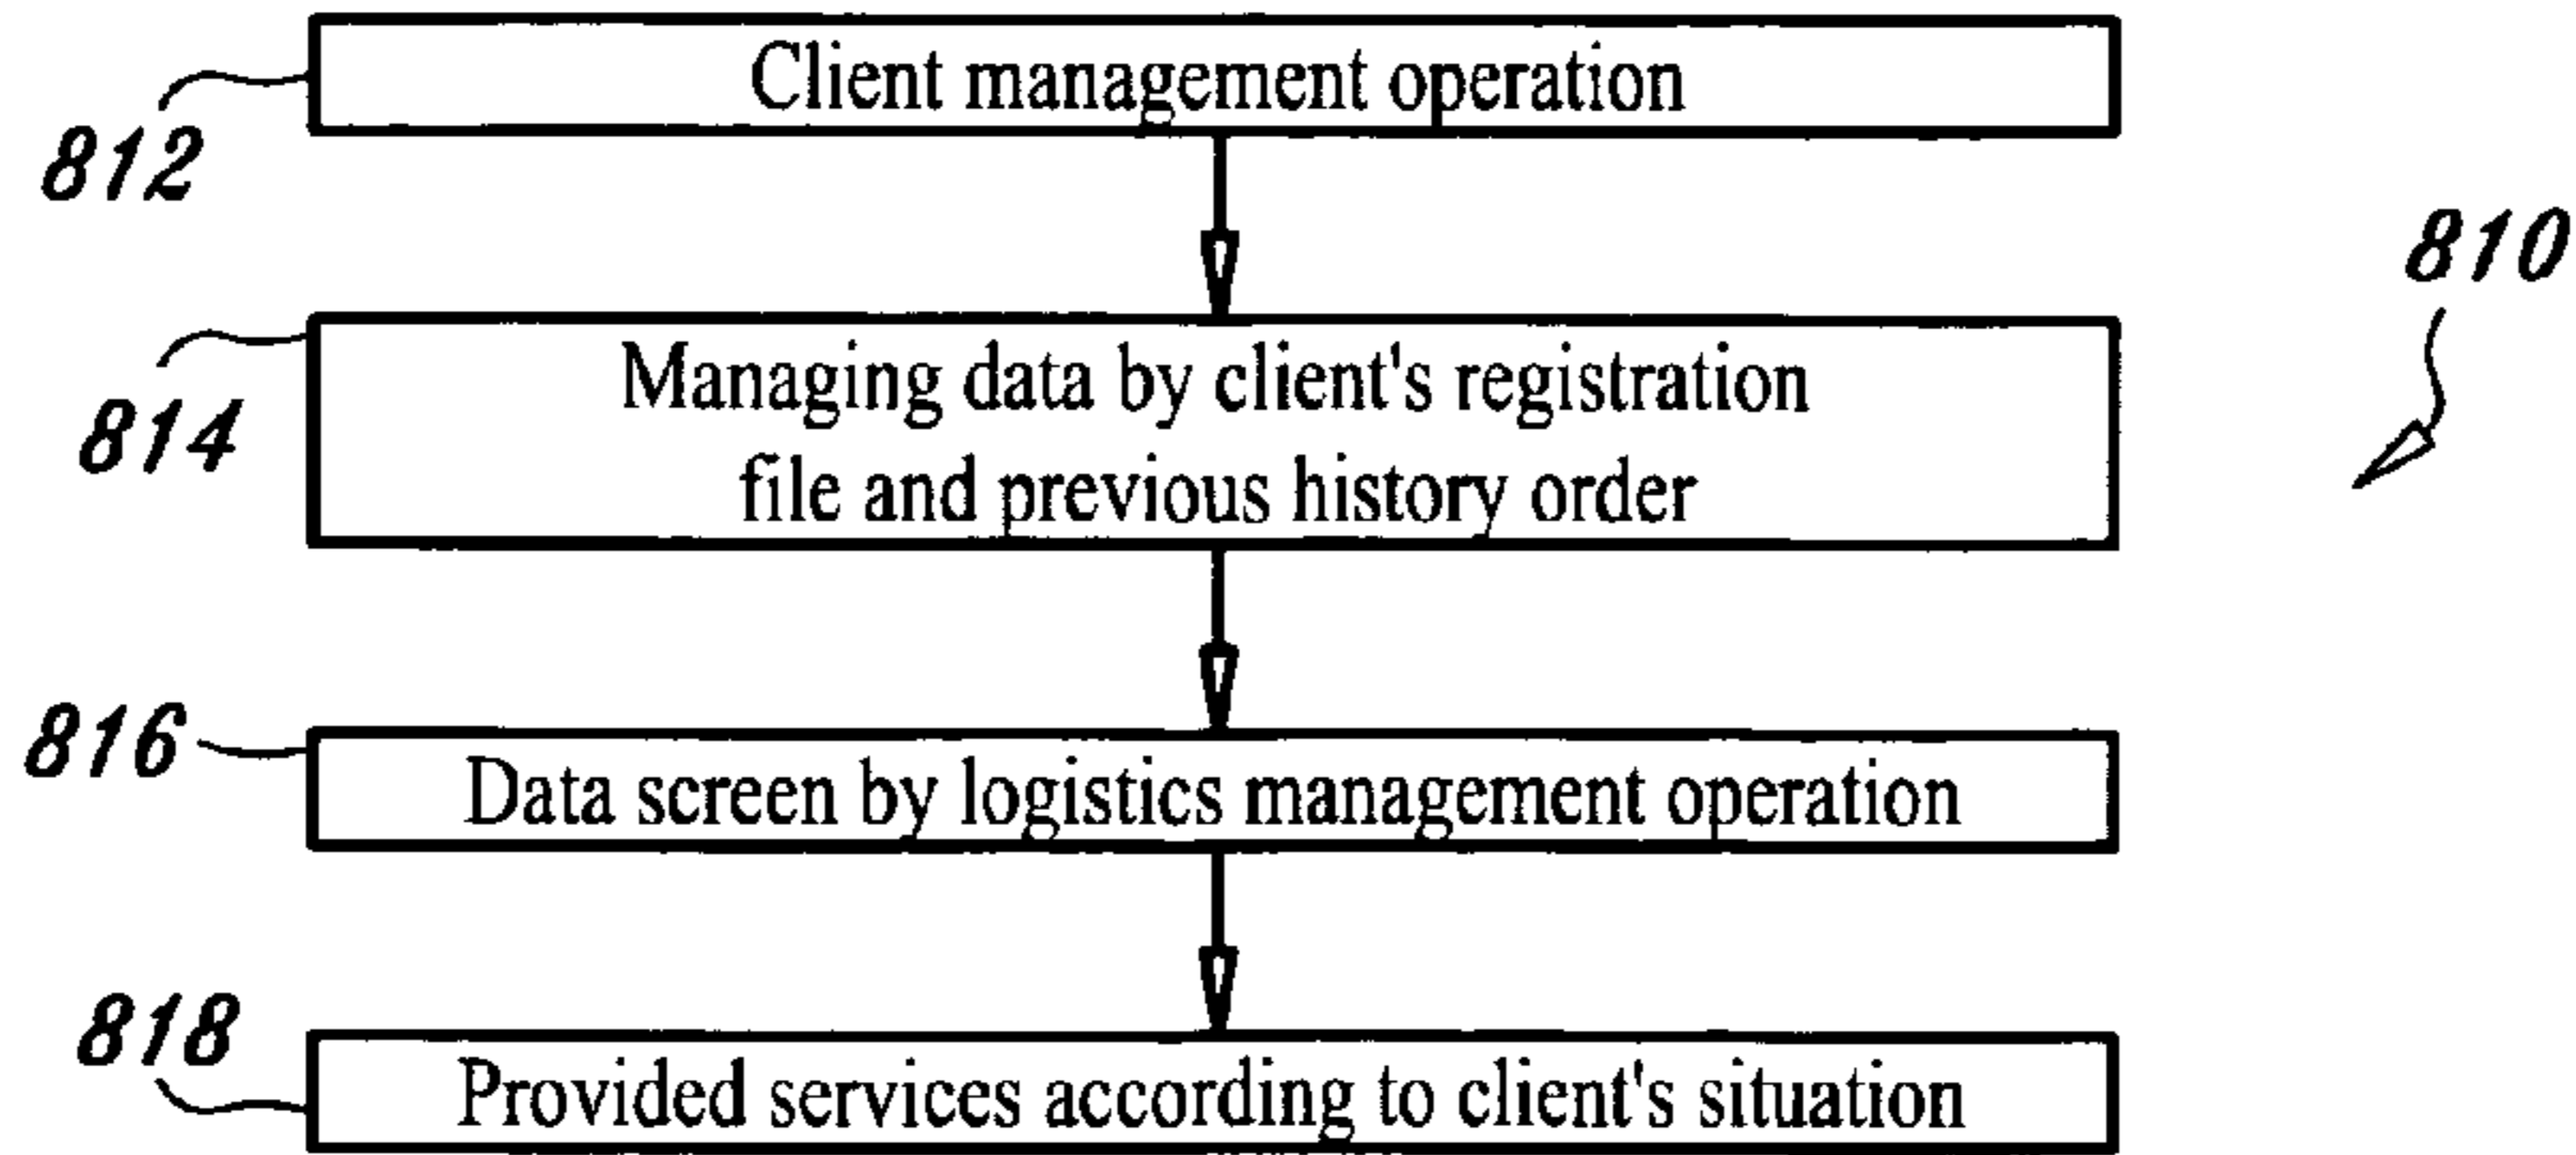 Client management operation
812
810
Managing data by client's registration
file and previous history order
814
816
Data screen by logistics management operation
818
Provided services according to client's situation